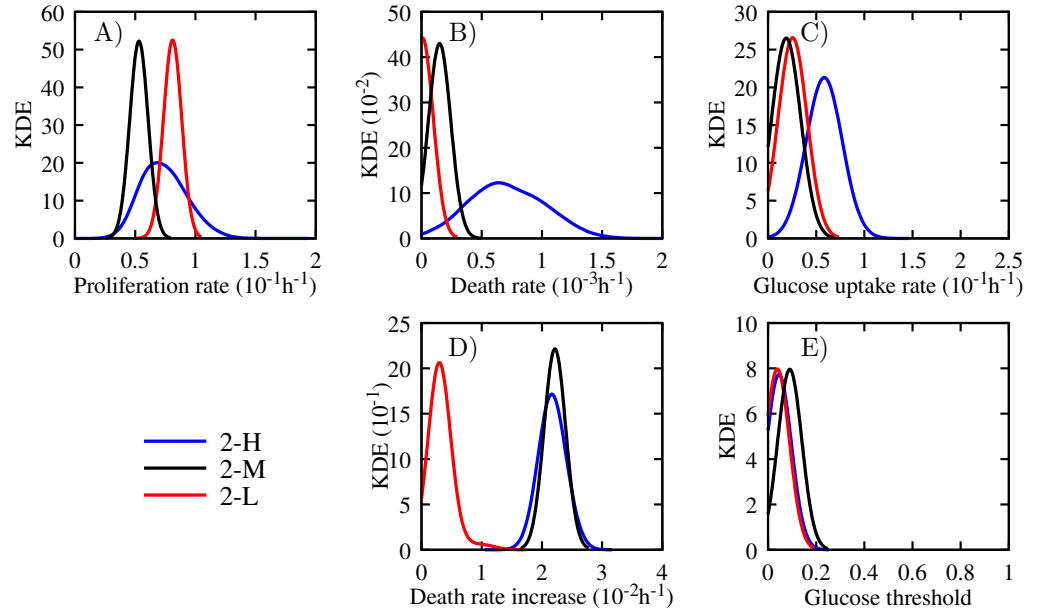 A)
60
50
40
30
20
10
0
KDE
0 0.5 1 1.5 2
Proliferation rate (10⁻¹h⁻¹)
B)
50
40
30
20
10
0
KDE (10⁻²)
0 0.5 1 1.5 2
Death rate (10⁻³h⁻¹)
C)
30
25
20
15
10
5
0
KDE
0 0.5 1 1.5 2 2.5
Glucose uptake rate (10⁻¹h⁻¹)
2-H
2-M
2-L
D)
25
20
15
10
5
0
KDE (10⁻¹)
0 1 2 3 4
Death rate increase (10⁻²h⁻¹)
E)
10
8
6
4
2
0
KDE
0 0.2 0.4 0.6 0.8 1
Glucose threshold